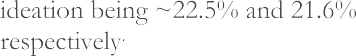 ideation being ~22.5% and 21.6%
respectively.